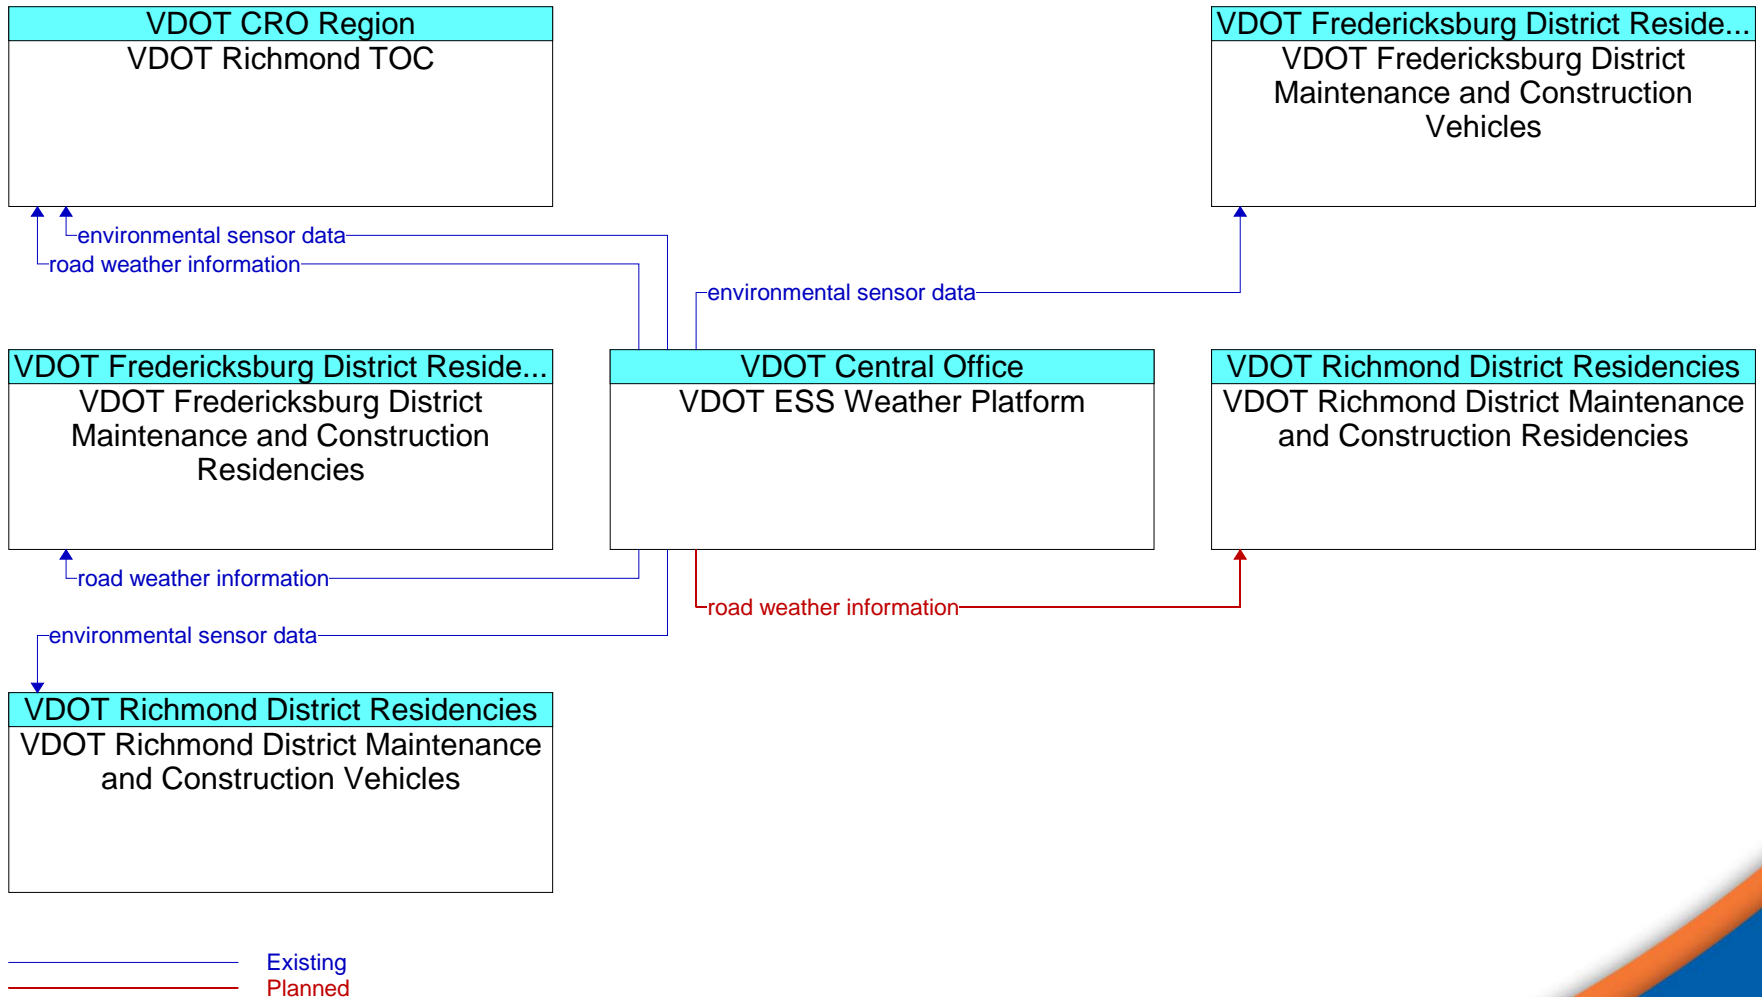 VDOT CRO Region
VDOT Richmond TOC
VDOT Fredericksburg District Reside...
VDOT Fredericksburg District
Maintenance and Construction
Vehicles
environmental sensor data
road weather information
environmental sensor data
VDOT Fredericksburg District Reside...
VDOT Fredericksburg District
Maintenance and Construction
Residencies
VDOT Central Office
VDOT ESS Weather Platform
VDOT Richmond District Residencies
VDOT Richmond District Maintenance
and Construction Residencies
road weather information
road weather information
environmental sensor data
VDOT Richmond District Residencies
VDOT Richmond District Maintenance
and Construction Vehicles
Existing
Planned